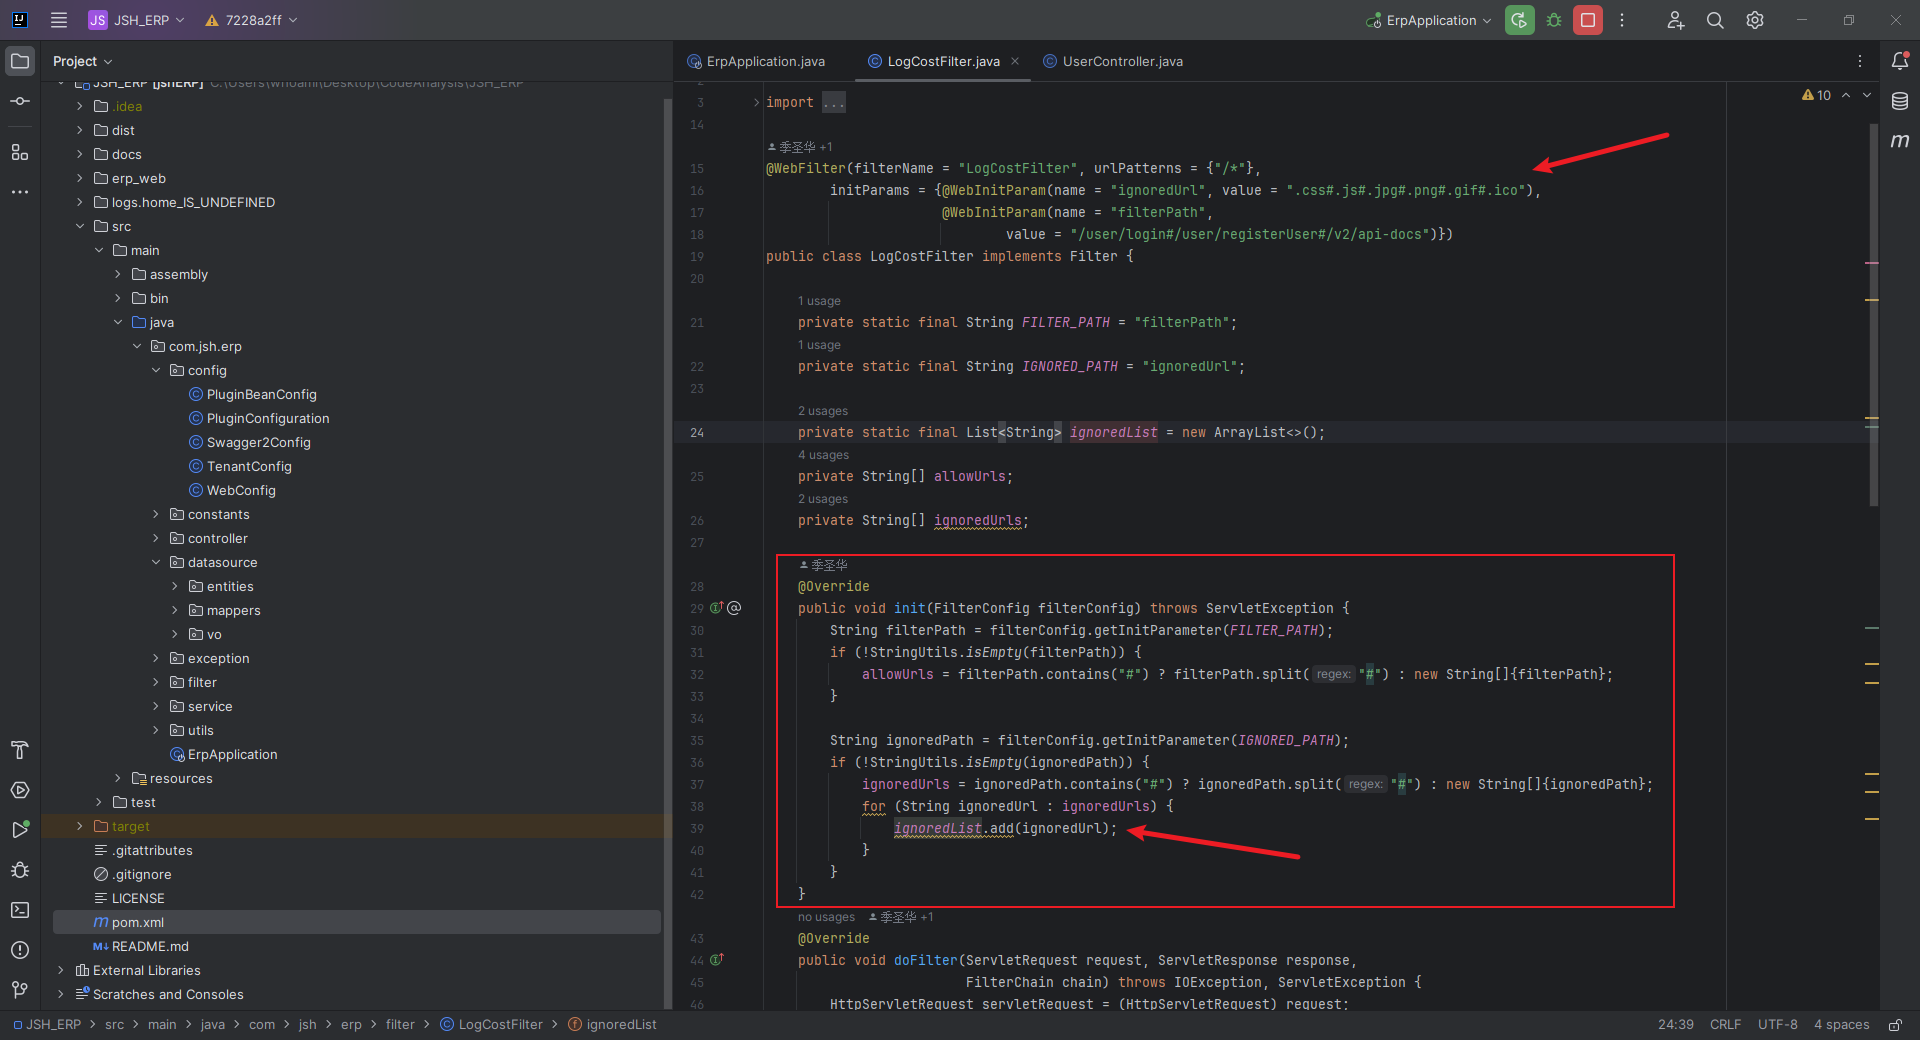 JS JSH_ERP 7228a2ff ErpApplication
Project
JSH_ERP [jshERP] C:\Users\whoami\Desktop\CodeAnalysis\JSH_ERP
.idea
dist
docs
erp_web
logs.home_IS_UNDEFINED
src
main
assembly
bin
java
com.jsh.erp
config
PluginBeanConfig
PluginConfiguration
Swagger2Config
TenantConfig
WebConfig
constants
controller
datasource
entities
mappers
vo
exception
filter
service
utils
ErpApplication
resources
test
target
.gitattributes
.gitignore
LICENSE
pom.xml
README.md
External Libraries
Scratches and Consoles
ErpApplication.java LogCostFilter.java UserController.java
10
3 import ...
14
季圣华 +1
15 @WebFilter(filterName = "LogCostFilter", urlPatterns = {"/*"},
16 initParams = {@WebInitParam(name = "ignoredUrl", value = ".css#.js#.jpg#.png#.gif#.ico"),
17 @WebInitParam(name = "filterPath",
18 value = "/user/login#/user/registerUser#/v2/api-docs")})
19 public class LogCostFilter implements Filter {
20
1 usage
21 private static final String FILTER_PATH = "filterPath";
1 usage
22 private static final String IGNORED_PATH = "ignoredUrl";
23
2 usages
24 private static final List<String> ignoredList = new ArrayList<>();
4 usages
25 private String[] allowUrls;
2 usages
26 private String[] ignoredUrls;
27
季圣华
28 @Override
29 public void init(FilterConfig filterConfig) throws ServletException {
30 String filterPath = filterConfig.getInitParameter(FILTER_PATH);
31 if (!StringUtils.isEmpty(filterPath)) {
32 allowUrls = filterPath.contains("#") ? filterPath.split( regex: "#") : new String[]{filterPath};
33 }
34
35 String ignoredPath = filterConfig.getInitParameter(IGNORED_PATH);
36 if (!StringUtils.isEmpty(ignoredPath)) {
37 ignoredUrls = ignoredPath.contains("#") ? ignoredPath.split( regex: "#") : new String[]{ignoredPath};
38 for (String ignoredUrl : ignoredUrls) {
39 ignoredList.add(ignoredUrl);
40 }
41 }
42 }
no usages 季圣华 +1
43 @Override
44 public void doFilter(ServletRequest request, ServletResponse response,
45 FilterChain chain) throws IOException, ServletException {
46 HttpServletRequest servletRequest = (HttpServletRequest) request;
JSH_ERP > src > main > java > com > jsh > erp > filter > LogCostFilter > ignoredList 24:39 CRLF UTF-8 4 spaces